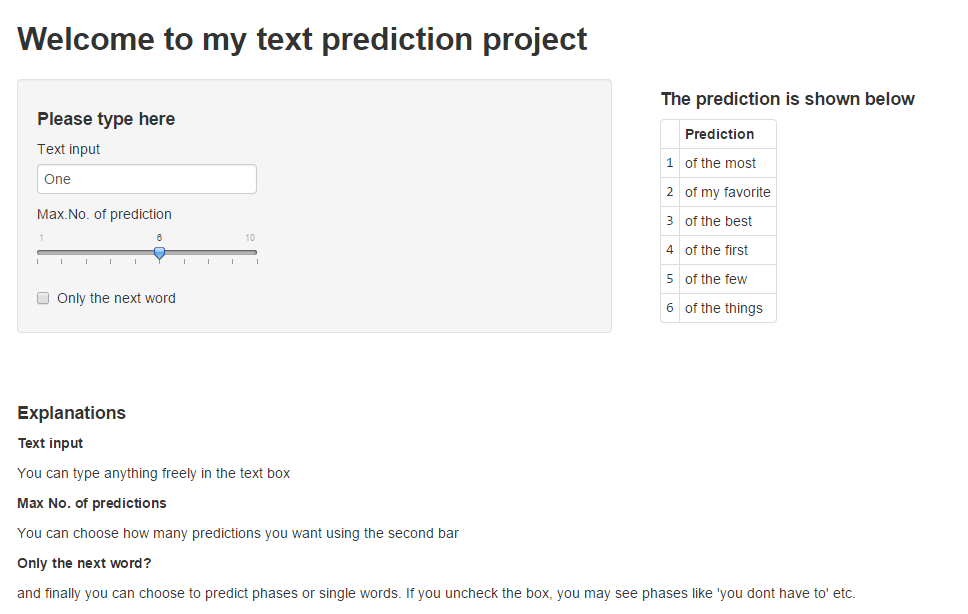 Welcome to my text prediction project
Please type here
Text input
One
Max.No. of prediction
1 6 10
Only the next word
The prediction is shown below
Prediction
1 of the most
2 of my favorite
3 of the best
4 of the first
5 of the few
6 of the things
Explanations
Text input
You can type anything freely in the text box
Max No. of predictions
You can choose how many predictions you want using the second bar
Only the next word?
and finally you can choose to predict phases or single words. If you uncheck the box, you may see phases like 'you dont have to' etc.